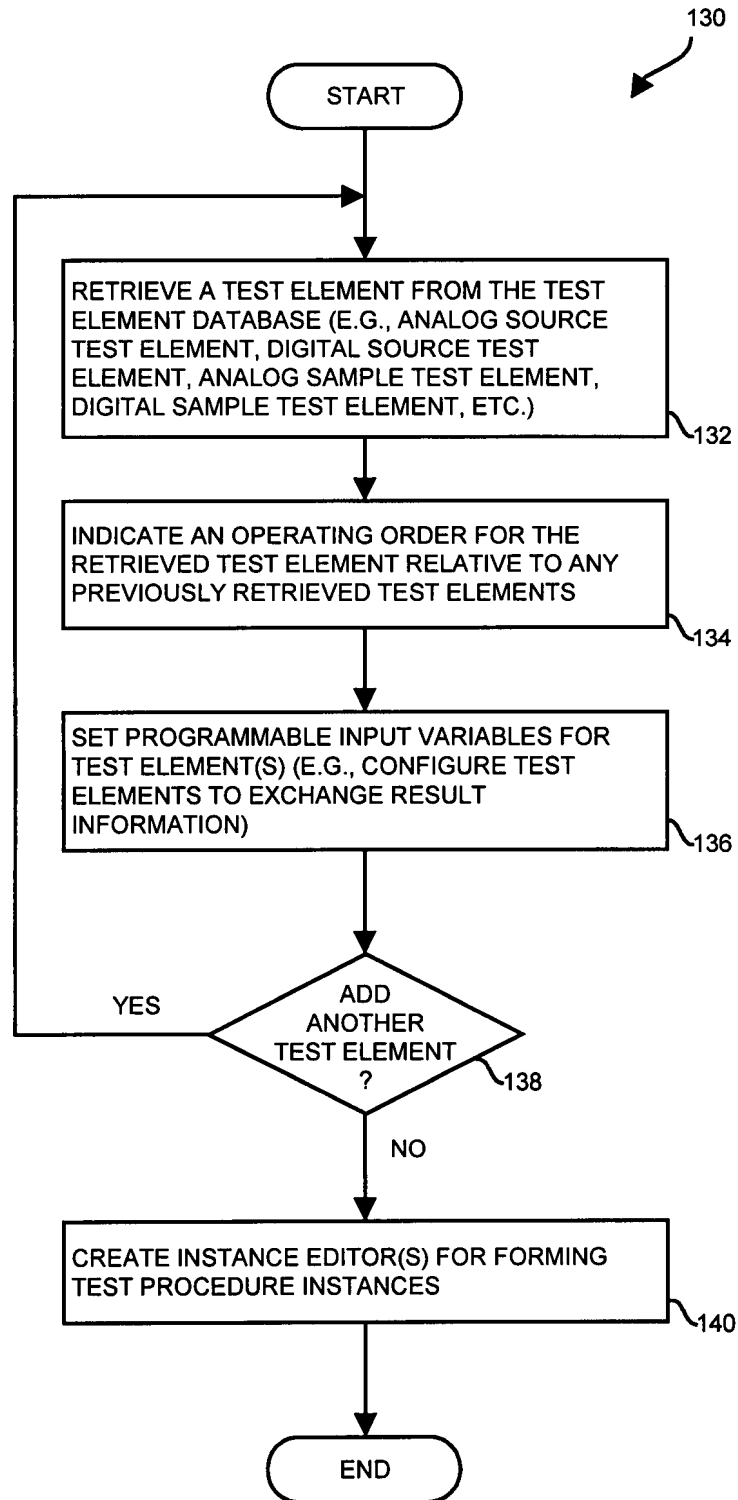 130
START
RETRIEVE A TEST ELEMENT FROM THE TEST
ELEMENT DATABASE (E.G., ANALOG SOURCE
TEST ELEMENT, DIGITAL SOURCE TEST
ELEMENT, ANALOG SAMPLE TEST ELEMENT,
DIGITAL SAMPLE TEST ELEMENT, ETC.)
132
INDICATE AN OPERATING ORDER FOR THE
RETRIEVED TEST ELEMENT RELATIVE TO ANY
PREVIOUSLY RETRIEVED TEST ELEMENTS
134
SET PROGRAMMABLE INPUT VARIABLES FOR
TEST ELEMENT(S) (E.G., CONFIGURE TEST
ELEMENTS TO EXCHANGE RESULT
INFORMATION)
136
YES
ADD
ANOTHER
TEST ELEMENT
?
138
NO
CREATE INSTANCE EDITOR(S) FOR FORMING
TEST PROCEDURE INSTANCES
140
END